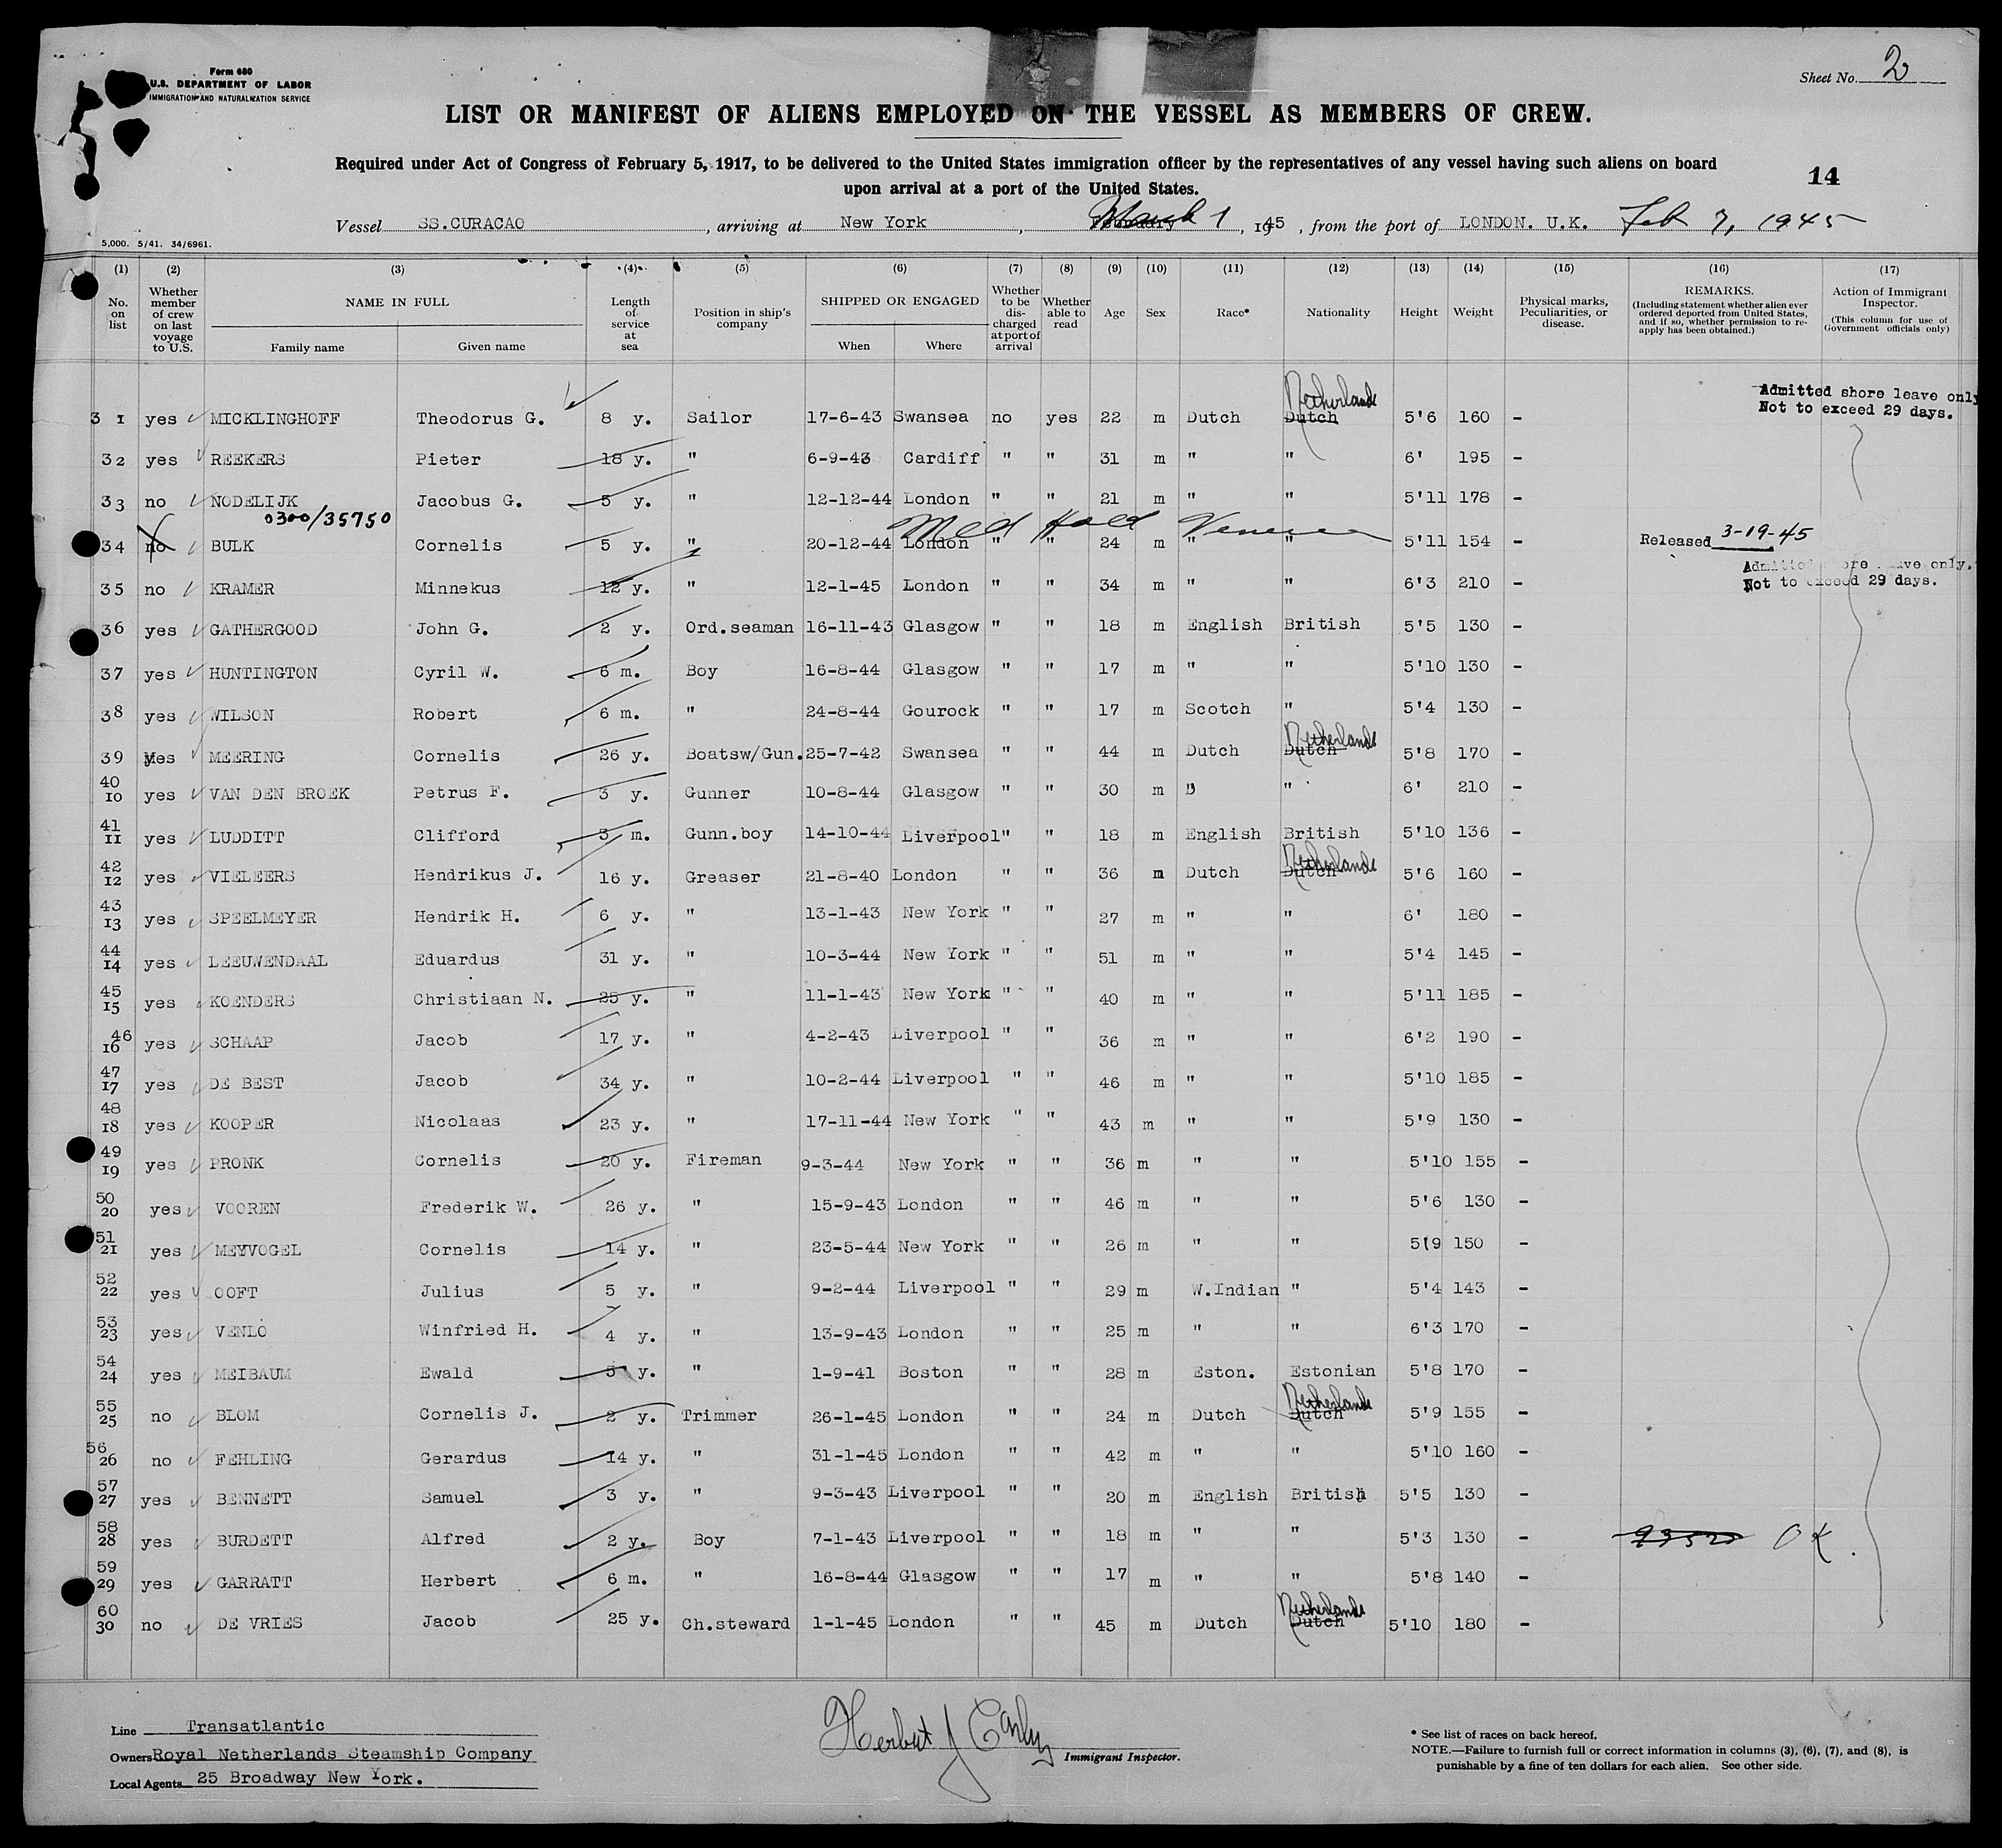 Form 680
U.S. DEPARTMENT OF LABOR
IMMIGRATION AND NATURALIZATION SERVICE
Sheet No. 2
LIST OR MANIFEST OF ALIENS EMPLOYED ON THE VESSEL AS MEMBERS OF CREW.
Required under Act of Congress of February 5, 1917, to be delivered to the United States immigration officer by the representatives of any vessel having such aliens on board
upon arrival at a port of the United States.
14
Vessel SS.CURACAO, arriving at New York, March 1, 1945, from the port of LONDON. U.K. Feb 7, 1945
5,000. 5/41. 34/6961.
(1) (2) (3) (4) (5) (6) (7) (8) (9) (10) (11) (12) (13) (14) (15) (16) (17)
No. on list
Whether member of crew on last voyage to U.S.
NAME IN FULL
Family name Given name
Length of service at sea
Position in ship's company
SHIPPED OR ENGAGED
When Where
Whether to be discharged at port of arrival
Whether able to read
Age
Sex
Race*
Nationality
Height
Weight
Physical marks, Peculiarities, or disease.
REMARKS.
(Including statement whether alien ever ordered deported from United States, and if so, whether permission to reapply has been obtained.)
Action of Immigrant Inspector.
(This column for use of Government officials only)
Admitted shore leave only
Not to exceed 29 days.
31 yes MICKLINGHOFF Theodorus G. 8 y. Sailor 17-6-43 Swansea no yes 22 m Dutch Dutch Netherlands 5'6 160 -
32 yes REEKERS Pieter 18 y. " 6-9-43 Cardiff " " 31 m " " 6' 195 -
33 no NODELIJK Jacobus G. 5 y. " 12-12-44 London " " 21 m " " 5'11 178 -
0300/35750 Med Hold
34 no BULK Cornelis 5 y. " 20-12-44 London " " 24 m " " 5'11 154 - Released 3-19-45
Admitted shore leave only.
Not to exceed 29 days.
35 no KRAMER Minnekus 12 y. " 12-1-45 London " " 34 m " " 6'3 210 -
36 yes GATHERGOOD John G. 2 y. Ord.seaman 16-11-43 Glasgow " " 18 m English British 5'5 130 -
37 yes HUNTINGTON Cyril W. 6 m. Boy 16-8-44 Glasgow " " 17 m " " 5'10 130 -
38 yes WILSON Robert 6 m. " 24-8-44 Gourock " " 17 m Scotch " 5'4 130 -
39 yes MEERING Cornelis 26 y. Boatsw/Gun. 25-7-42 Swansea " " 44 m Dutch Dutch Netherlands 5'8 170 -
40 10 yes VAN DEN BROEK Petrus F. 3 y. Gunner 10-8-44 Glasgow " " 30 m " " 6' 210 -
41 11 yes LUDDITT Clifford 3 m. Gunn.boy 14-10-44 Liverpool " " 18 m English British 5'10 136 -
42 12 yes VIELEERS Hendrikus J. 16 y. Greaser 21-8-40 London " " 36 m Dutch Dutch Netherlands 5'6 160 -
43 13 yes SPEELMEYER Hendrik H. 6 y. " 13-1-43 New York " " 27 m " " 6' 180 -
44 14 yes LEEUWENDAAL Eduardus 31 y. " 10-3-44 New York " " 51 m " " 5'4 145 -
45 15 yes KOENDERS Christiaan N. 25 y. " 11-1-43 New York " " 40 m " " 5'11 185 -
46 16 yes SCHAAP Jacob 17 y. " 4-2-43 Liverpool " " 36 m " " 6'2 190 -
47 17 yes DE BEST Jacob 34 y. " 10-2-44 Liverpool " " 46 m " " 5'10 185 -
48 18 yes KOOPER Nicolaas 23 y. " 17-11-44 New York " " 43 m " " 5'9 130 -
49 19 yes PRONK Cornelis 20 y. Fireman 9-3-44 New York " " 36 m " " 5'10 155 -
50 20 yes VOOREN Frederik W. 26 y. " 15-9-43 London " " 46 m " " 5'6 130 -
51 21 yes MEYVOGEL Cornelis 14 y. " 23-5-44 New York " " 26 m " " 5'9 150 -
52 22 yes OOFT Julius 5 y. " 9-2-44 Liverpool " " 29 m W.Indian " 5'4 143 -
53 23 yes VENLO Winfried H. 4 y. " 13-9-43 London " " 25 m " " 6'3 170 -
54 24 yes MEIBAUM Ewald 5 y. " 1-9-41 Boston " " 28 m Eston. Estonian 5'8 170 -
55 25 no BLOM Cornelis J. 2 y. Trimmer 26-1-45 London " " 24 m Dutch Dutch Netherlands 5'9 155 -
56 26 no FEHLING Gerardus 14 y. " 31-1-45 London " " 42 m " " 5'10 160 -
57 27 yes BENNETT Samuel 3 y. " 9-3-43 Liverpool " " 20 m English British 5'5 130 -
58 28 yes BURDETT Alfred 2 y. Boy 7-1-43 Liverpool " " 18 m " " 5'3 130 - OK.
59 29 yes GARRATT Herbert 6 m. " 16-8-44 Glasgow " " 17 m " " 5'8 140 -
60 30 no DE VRIES Jacob 25 y. Ch.steward 1-1-45 London " " 45 m Dutch Dutch Netherlands 5'10 180 -
Line Transatlantic
Owners Royal Netherlands Steamship Company
Local Agents 25 Broadway New York.
Herbert J Immigrant Inspector.
* See list of races on back hereof.
NOTE.—Failure to furnish full or correct information in columns (3), (6), (7), and (8), is
punishable by a fine of ten dollars for each alien. See other side.